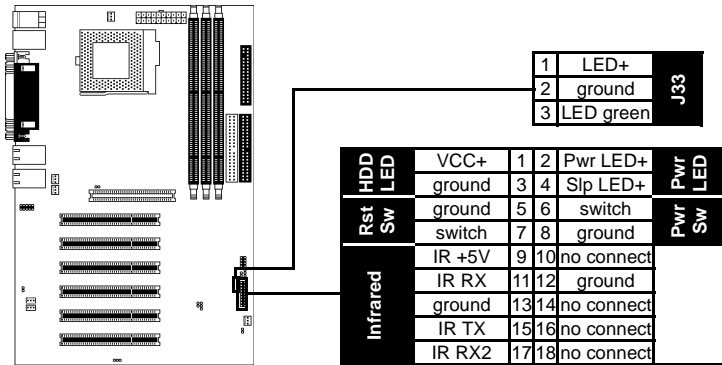 1 LED+
2 ground J33
3 LED green
HDD LED VCC+ 1 2 Pwr LED+ Pwr LED
ground 3 4 Slp LED+
Rst Sw ground 5 6 switch Pwr Sw
switch 7 8 ground
Infrared IR +5V 9 10 no connect
IR RX 11 12 ground
ground 13 14 no connect
IR TX 15 16 no connect
IR RX2 17 18 no connect